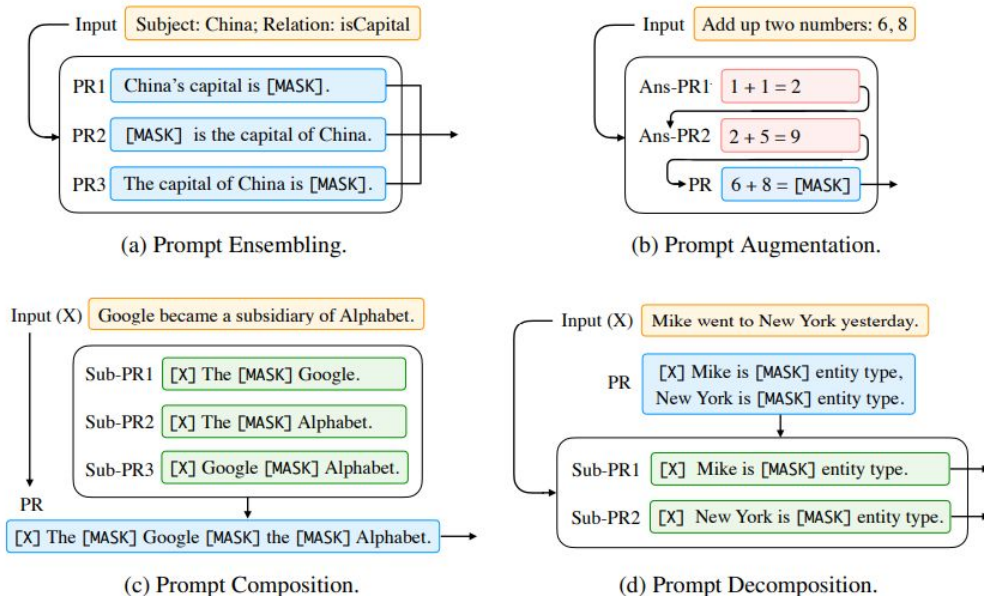 Input Subject: China; Relation: isCapital
PR1 China's capital is [MASK].
PR2 [MASK] is the capital of China.
PR3 The capital of China is [MASK].
(a) Prompt Ensembling.
Input Add up two numbers: 6, 8
Ans-PR1 1 + 1 = 2
Ans-PR2 2 + 5 = 9
PR 6 + 8 = [MASK]
(b) Prompt Augmentation.
Input (X) Google became a subsidiary of Alphabet.
Sub-PR1 [X] The [MASK] Google.
Sub-PR2 [X] The [MASK] Alphabet.
Sub-PR3 [X] Google [MASK] Alphabet.
PR
[X] The [MASK] Google [MASK] the [MASK] Alphabet.
(c) Prompt Composition.
Input (X) Mike went to New York yesterday.
PR [X] Mike is [MASK] entity type,
New York is [MASK] entity type.
Sub-PR1 [X] Mike is [MASK] entity type.
Sub-PR2 [X] New York is [MASK] entity type.
(d) Prompt Decomposition.